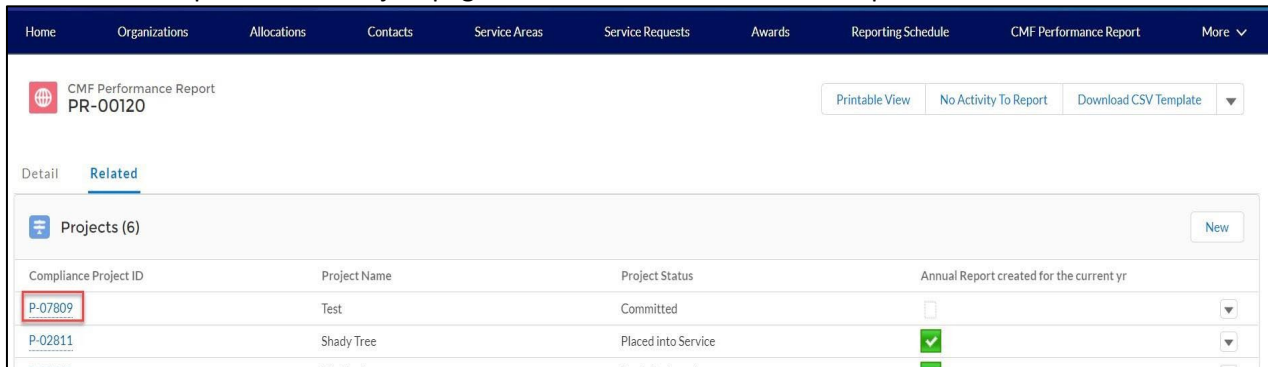 Home Organizations Allocations Contacts Service Areas Service Requests Awards Reporting Schedule CMF Performance Report More
CMF Performance Report
PR-00120
Printable View No Activity To Report Download CSV Template
Detail Related
Projects (6)
New
Compliance Project ID Project Name Project Status Annual Report created for the current yr
P-07809 Test Committed
P-02811 Shady Tree Placed into Service